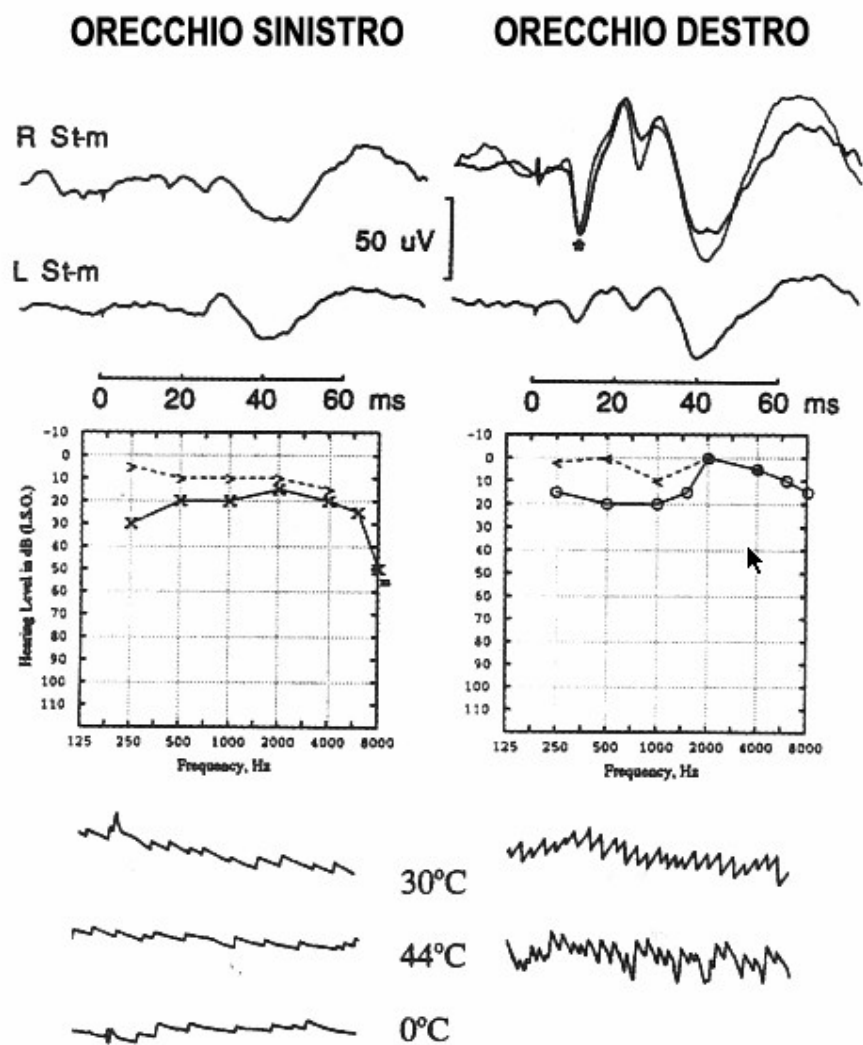 ORECCHIO SINISTRO ORECCHIO DESTRO
R St-m
50 uV
L St-m
0 20 40 60 ms
0 20 40 60 ms
Hearing Level in dB (I.S.O.)
-10
0
10
20
30
40
50
60
70
80
90
100
110
125 250 500 1000 2000 4000 8000
Frequency, Hz
-10
0
10
20
30
40
50
60
70
80
90
100
110
125 250 500 1000 2000 4000 8000
Frequency, Hz
30°C
44°C
0°C